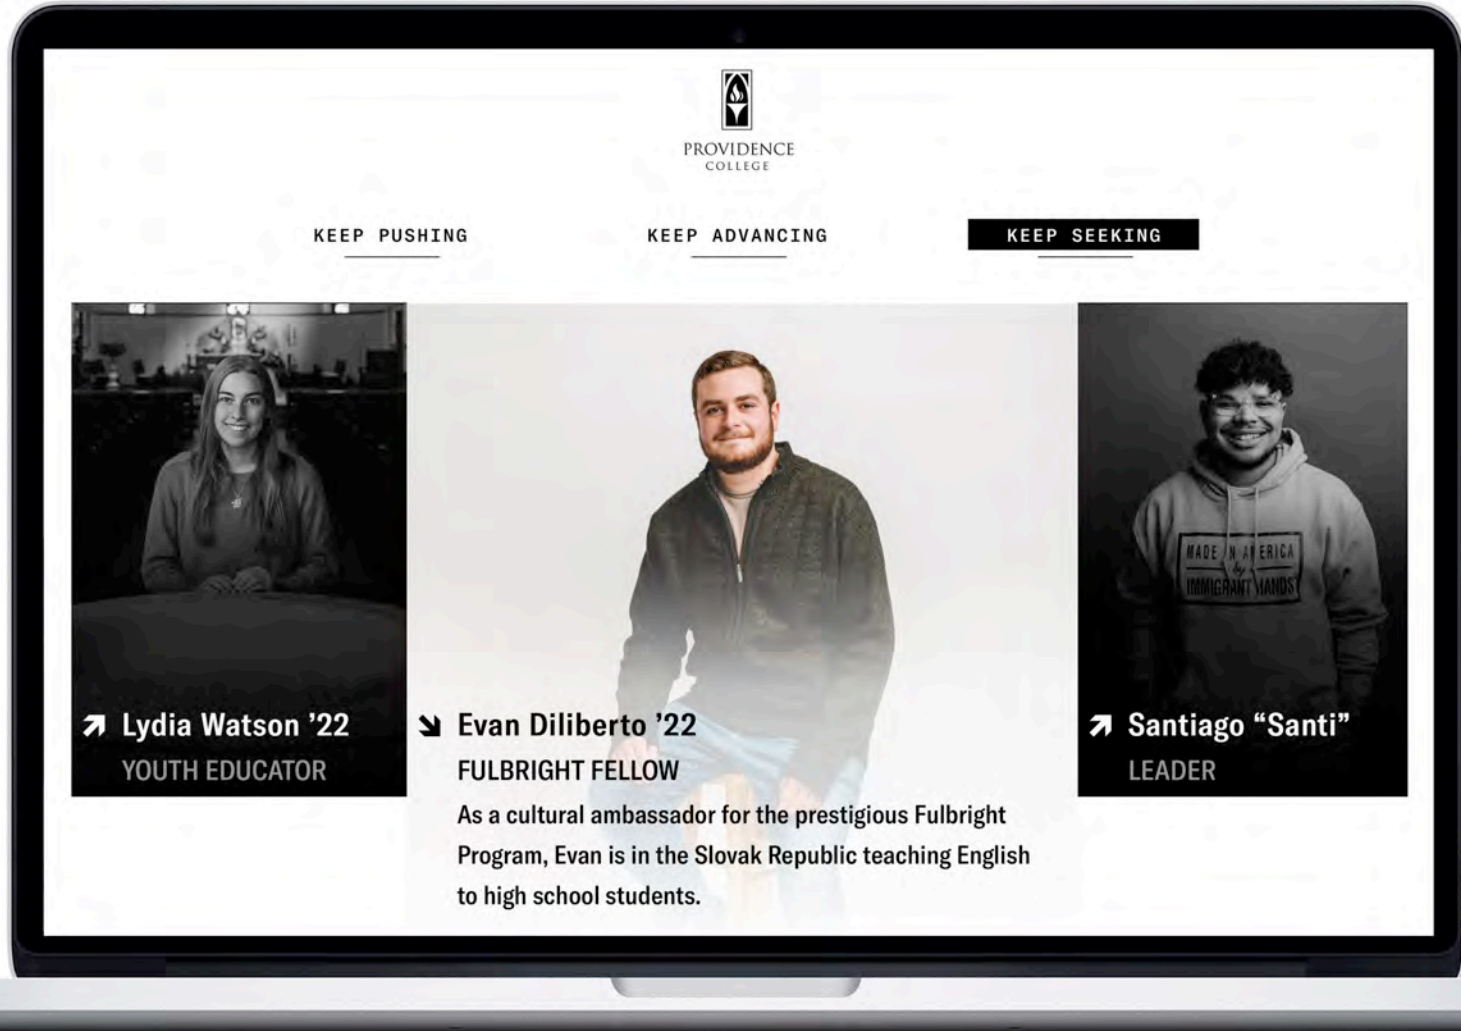 PROVIDENCE
COLLEGE
KEEP PUSHING
KEEP ADVANCING
KEEP SEEKING
MADE IN AMERICA
by
IMMIGRANT HANDS
Lydia Watson ’22
YOUTH EDUCATOR
Evan Diliberto ’22
FULBRIGHT FELLOW
As a cultural ambassador for the prestigious Fulbright
Program, Evan is in the Slovak Republic teaching English
to high school students.
Santiago “Santi”
LEADER